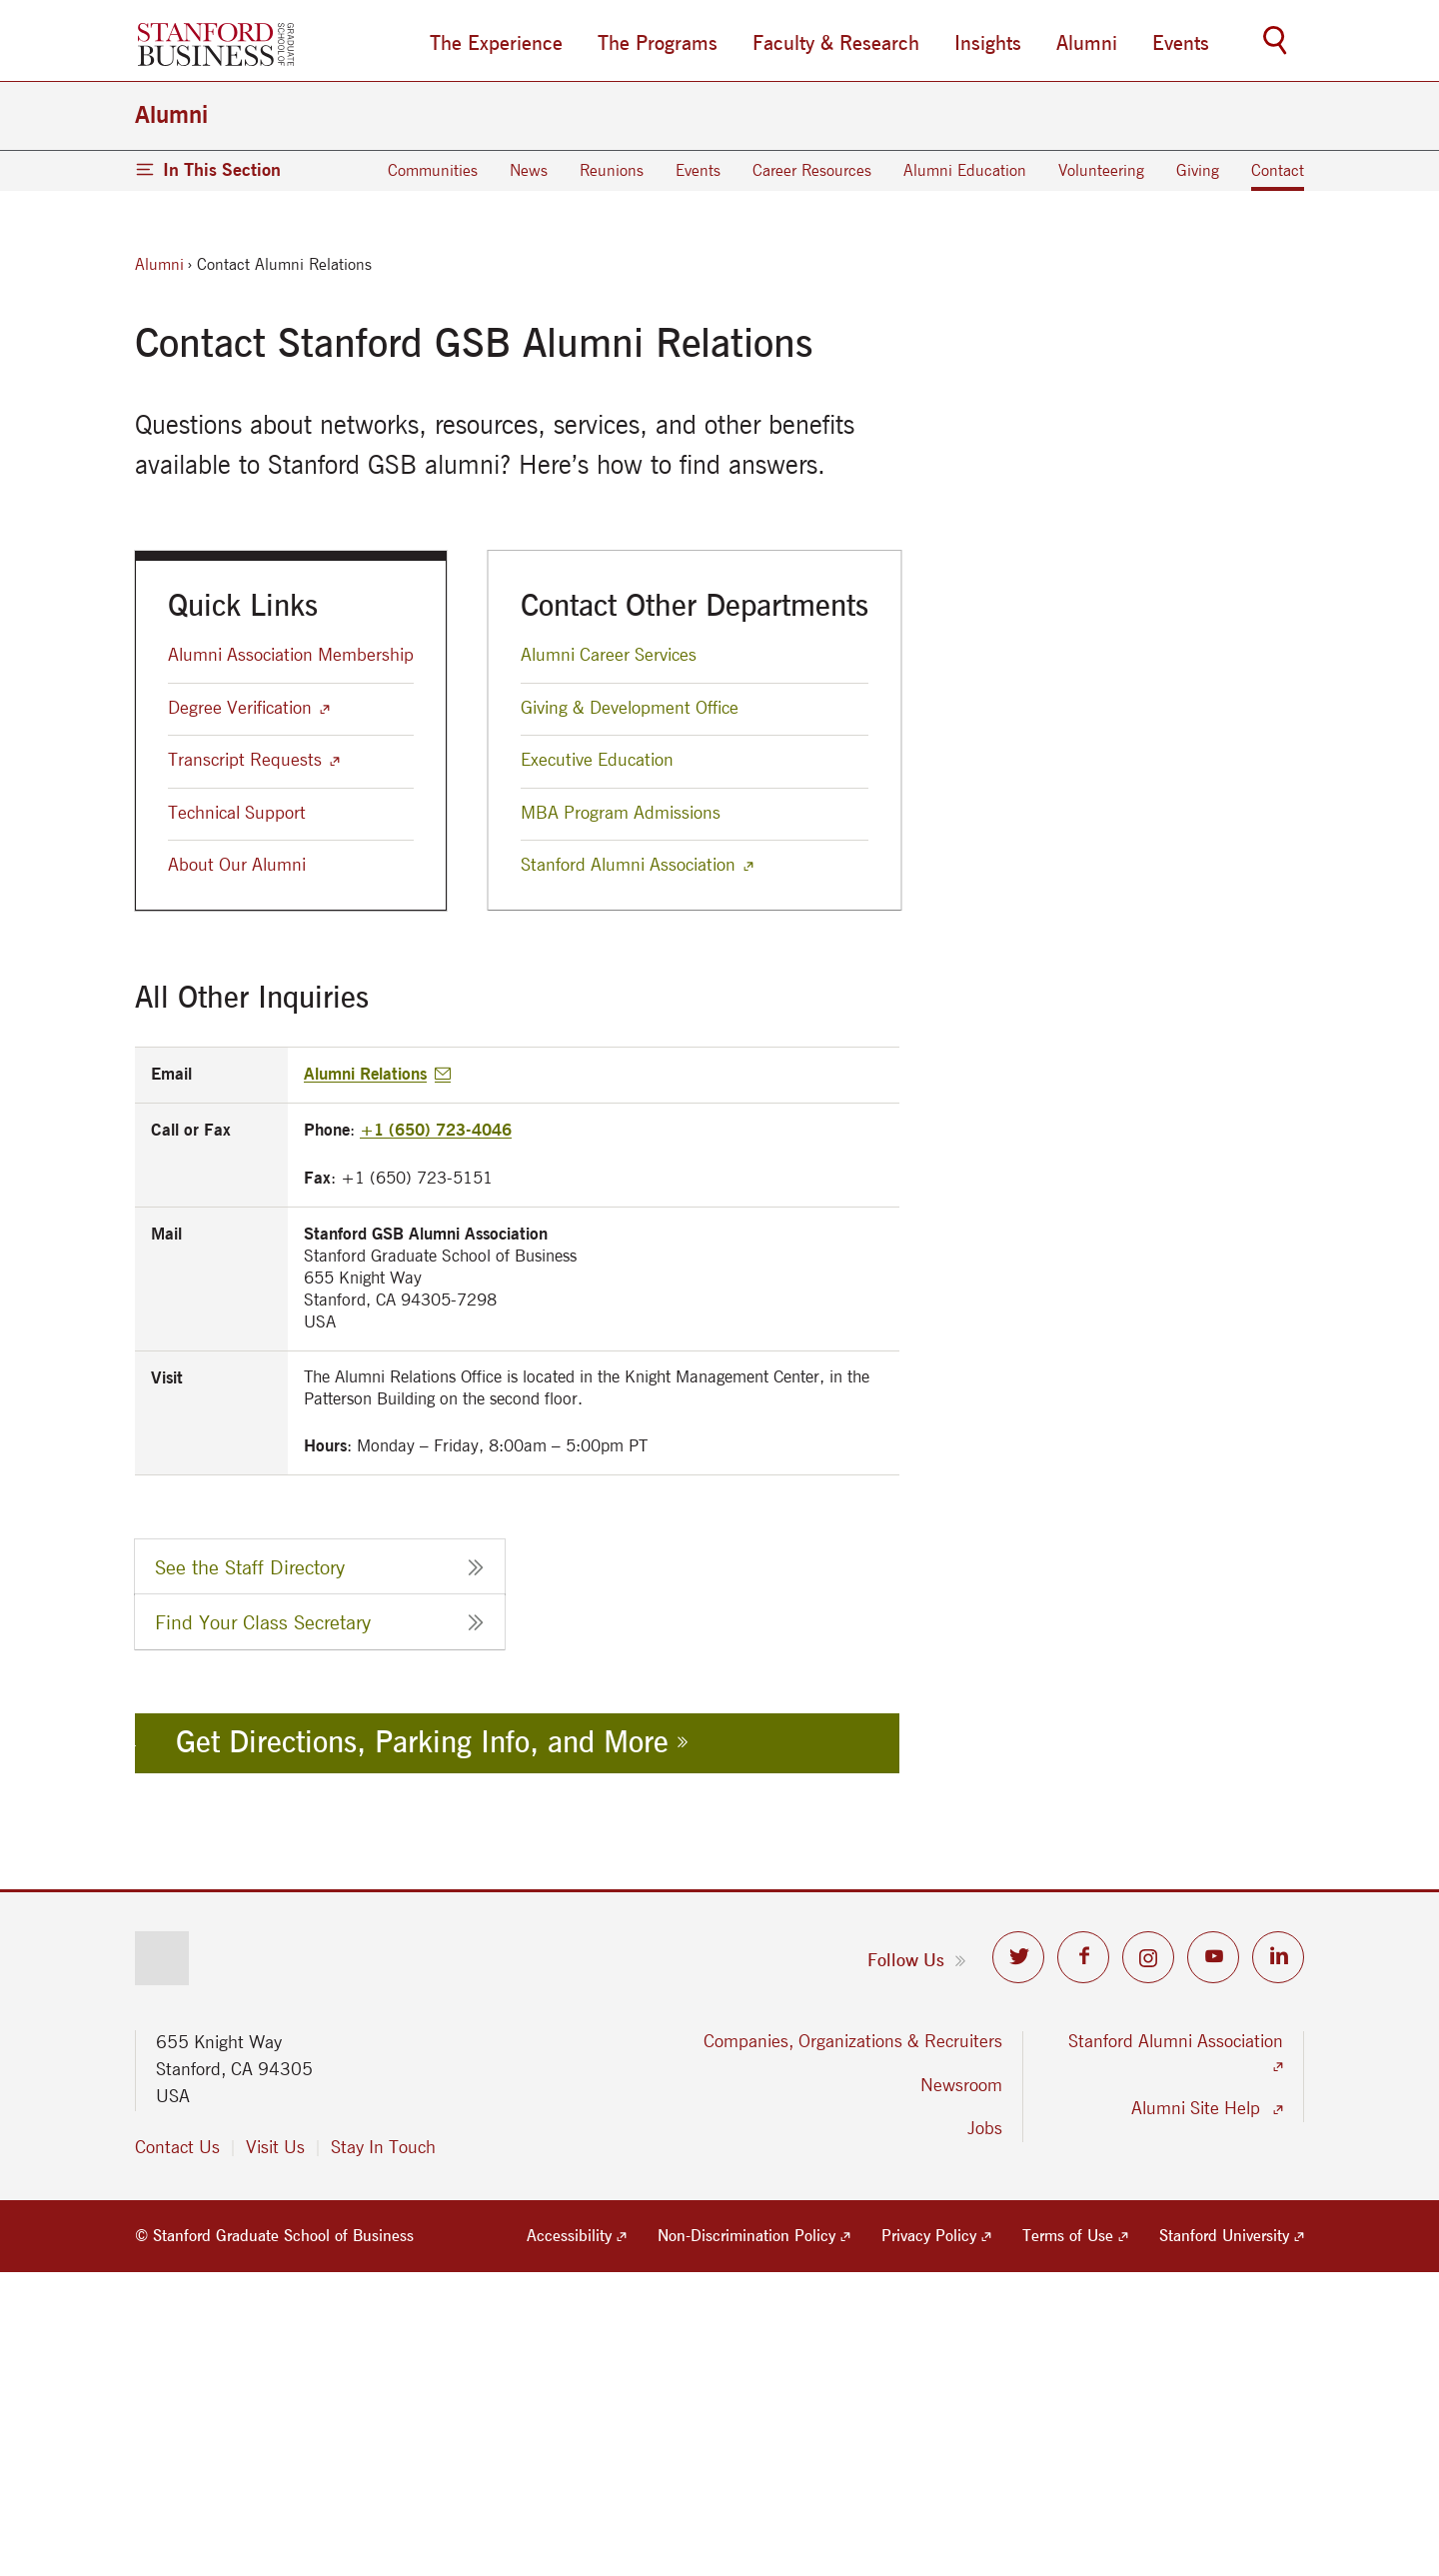 STANFORD
BUSINESS
GRADUATE
SCHOOL OF
The Experience
The Programs
Faculty & Research
Insights
Alumni
Events
Alumni
In This Section
Communities
News
Reunions
Events
Career Resources
Alumni Education
Volunteering
Giving
Contact
Alumni › Contact Alumni Relations
Contact Stanford GSB Alumni Relations
Questions about networks, resources, services, and other benefits
available to Stanford GSB alumni? Here’s how to find answers.
Quick Links
Alumni Association Membership
Degree Verification
Transcript Requests
Technical Support
About Our Alumni
Contact Other Departments
Alumni Career Services
Giving & Development Office
Executive Education
MBA Program Admissions
Stanford Alumni Association
All Other Inquiries
Email
Alumni Relations
Call or Fax
Phone: +1 (650) 723-4046
Fax: +1 (650) 723-5151
Mail
Stanford GSB Alumni Association
Stanford Graduate School of Business
655 Knight Way
Stanford, CA 94305-7298
USA
Visit
The Alumni Relations Office is located in the Knight Management Center, in the
Patterson Building on the second floor.
Hours: Monday – Friday, 8:00am – 5:00pm PT
See the Staff Directory
Find Your Class Secretary
Get Directions, Parking Info, and More »
Follow Us »
655 Knight Way
Stanford, CA 94305
USA
Contact Us | Visit Us | Stay In Touch
Companies, Organizations & Recruiters
Newsroom
Jobs
Stanford Alumni Association
Alumni Site Help
© Stanford Graduate School of Business
Accessibility
Non-Discrimination Policy
Privacy Policy
Terms of Use
Stanford University